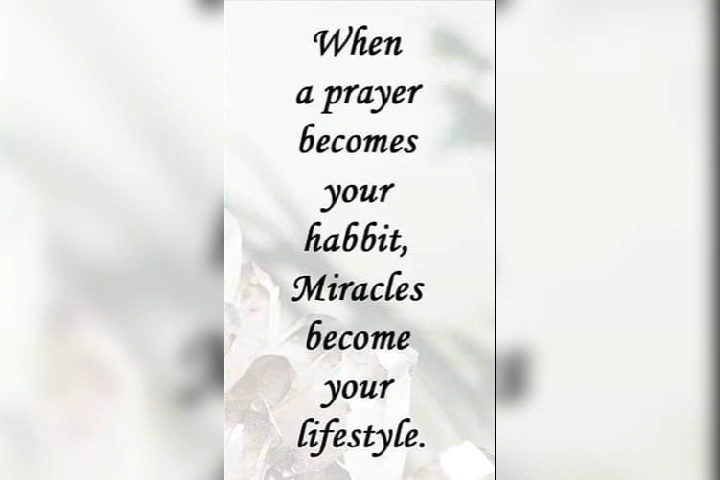 When
a prayer
becomes
your
habbit,
Miracles
become
your
lifestyle.